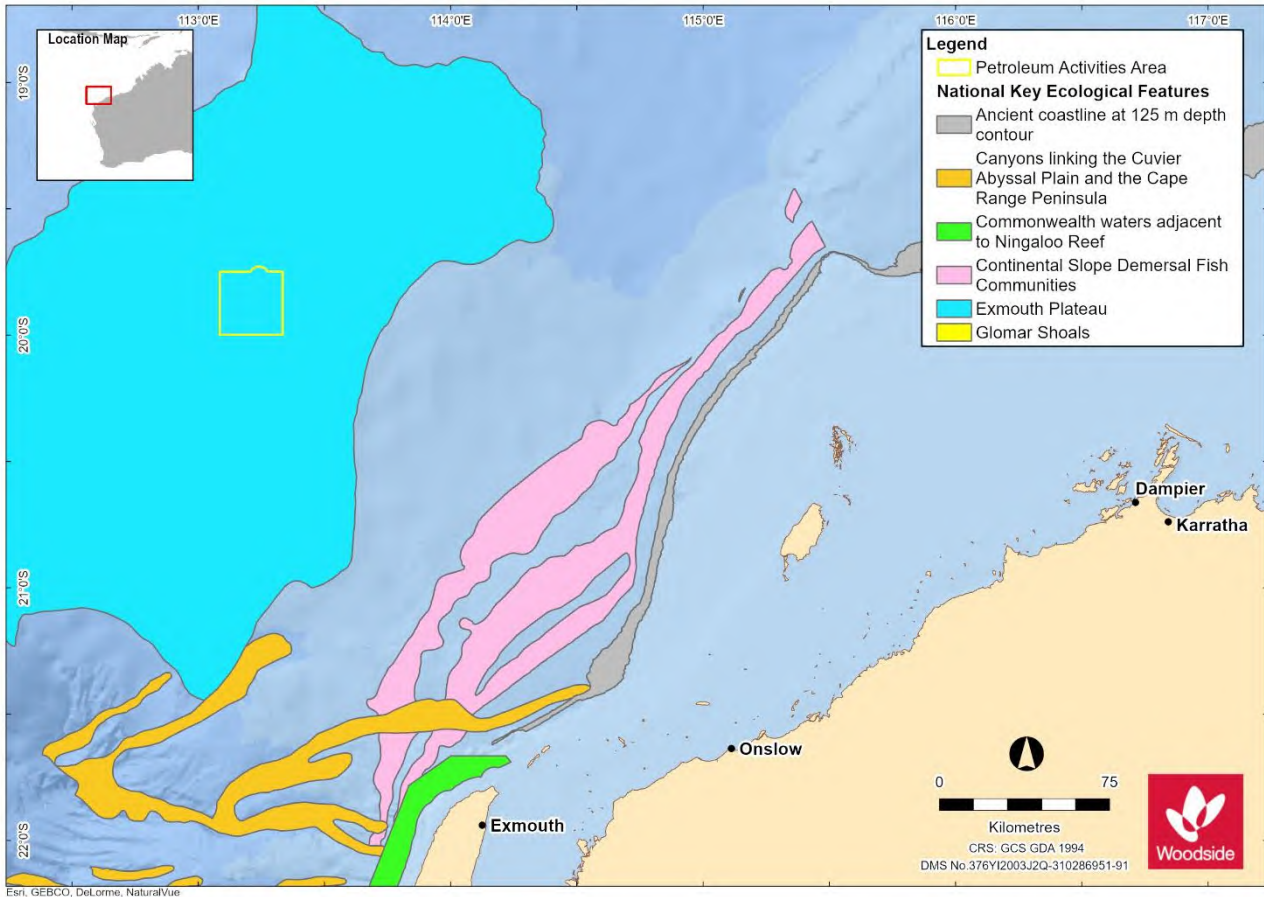 113°0'E
114°0'E
115°0'E
116°0'E
117°0'E
Location Map
19°0'S
20°0'S
21°0'S
22°0'S
Legend
Petroleum Activities Area
National Key Ecological Features
Ancient coastline at 125 m depth
contour
Canyons linking the Cuvier
Abyssal Plain and the Cape
Range Peninsula
Commonwealth waters adjacent
to Ningaloo Reef
Continental Slope Demersal Fish
Communities
Exmouth Plateau
Glomar Shoals
Dampier
Karratha
Onslow
Exmouth
0
75
Kilometres
CRS: GCS GDA 1994
DMS No.376YI2003J2Q-310286951-91
Woodside
Esri, GEBCO, DeLorme, NaturalVue